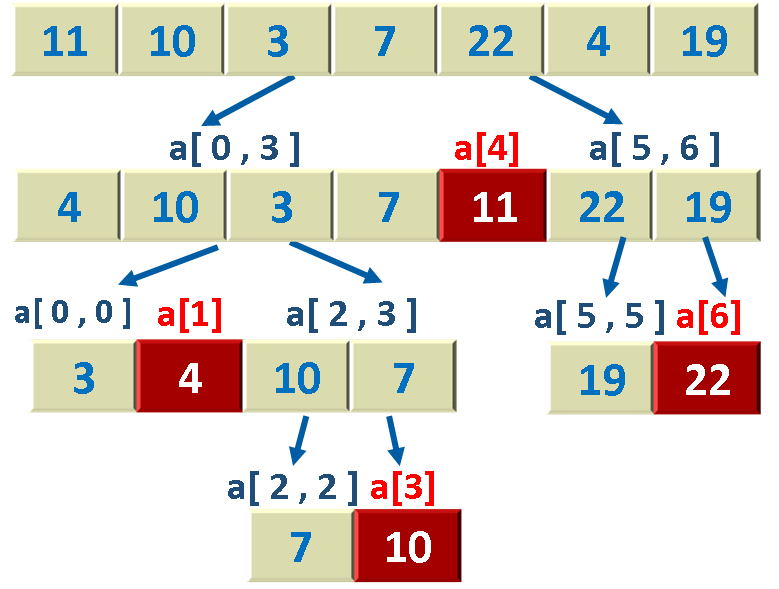 11 10 3 7 22 4 19
a[ 0 , 3 ] a[4] a[ 5 , 6 ]
4 10 3 7 11 22 19
a[ 0 , 0 ] a[1] a[ 2 , 3 ] a[ 5 , 5 ] a[6]
3 4 10 7 19 22
a[ 2 , 2 ] a[3]
7 10